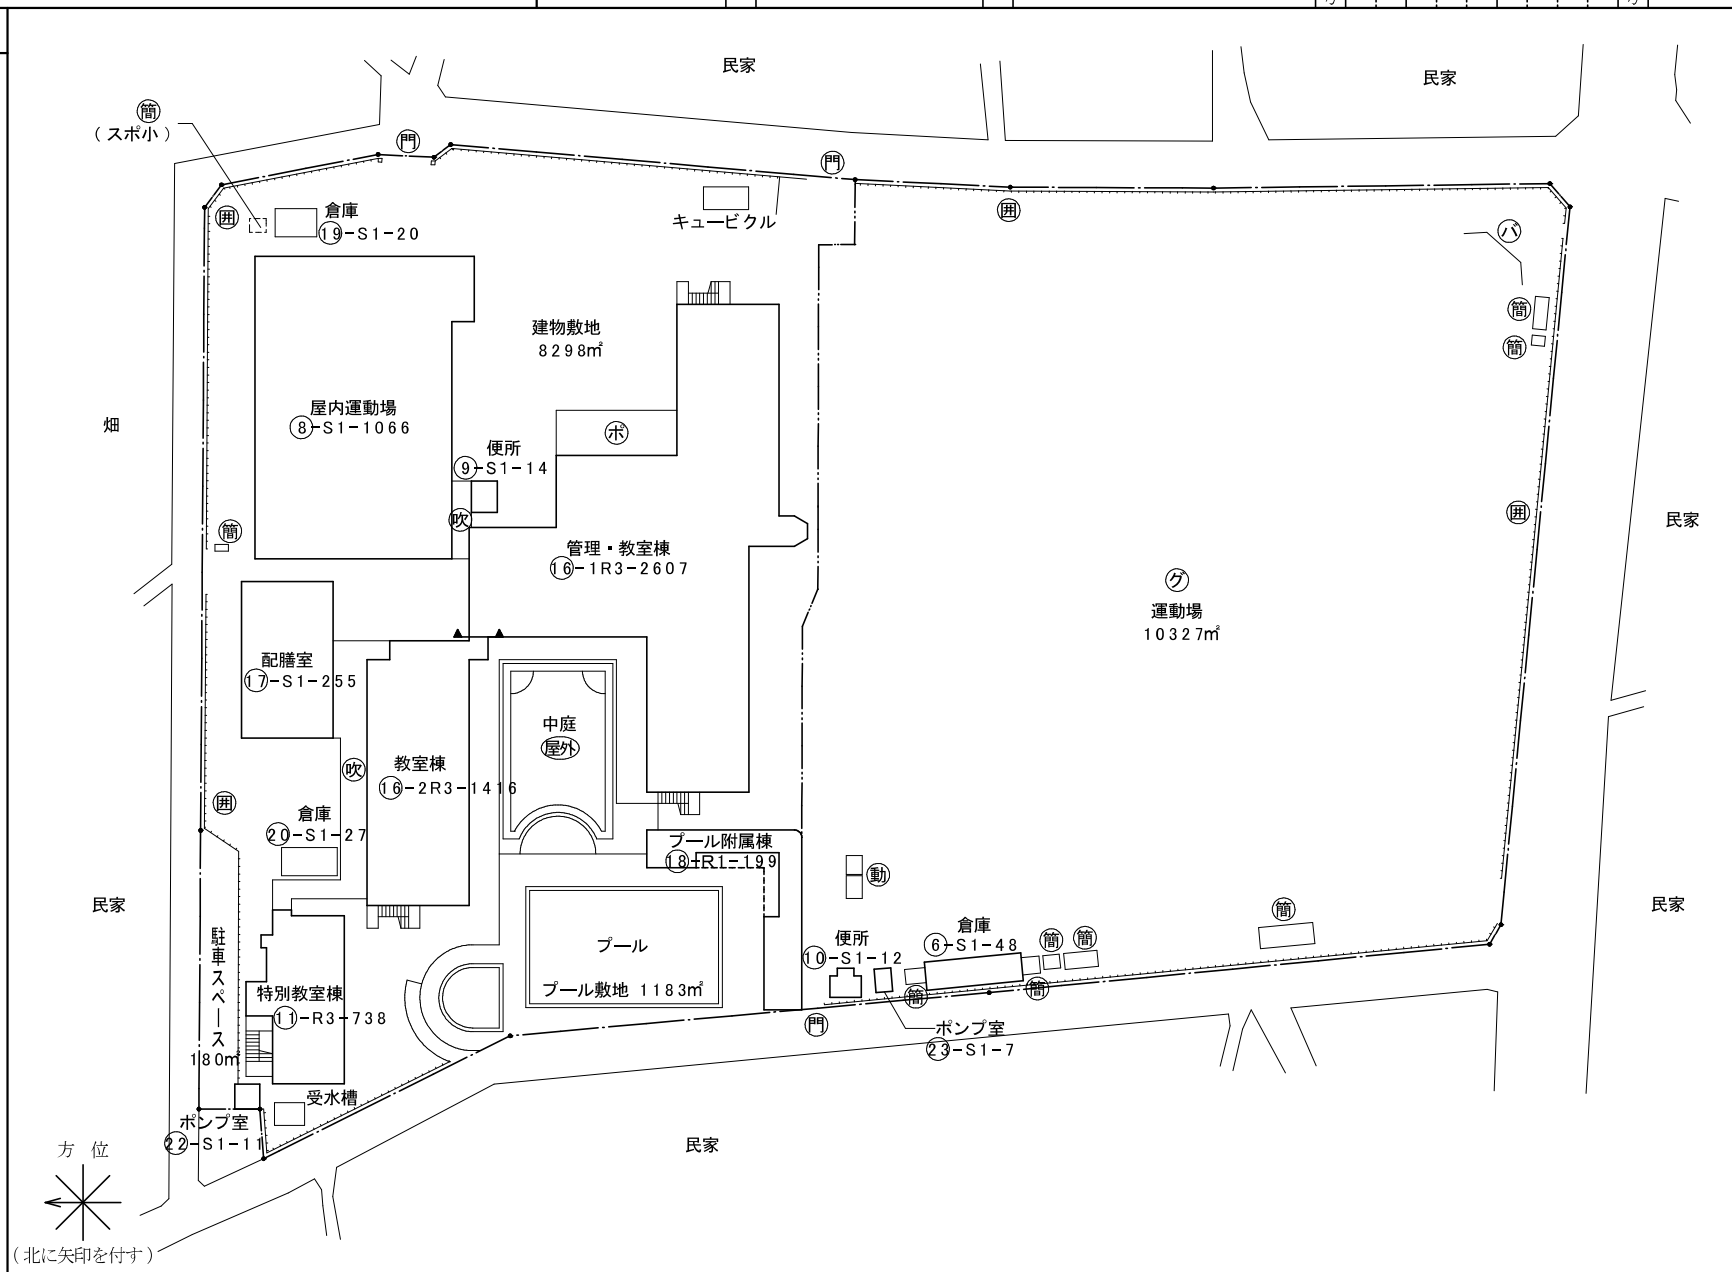 民家
民家
簡
(スポ小)
門
門
囲
倉庫
⑲-S1-20
キュービクル
囲
バ
簡
簡
建物敷地
8298㎡
畑
屋内運動場
⑧-S1-1066
ポ
便所
⑨-S1-14
吹
簡
管理・教室棟
⑯-1R3-2607
囲
民家
グ
運動場
10327㎡
配膳室
⑰-S1-255
中庭
屋外
吹
教室棟
⑯-2R3-1416
囲
倉庫
⑳-S1-27
プール附属棟
⑱-R1-199
動
民家
民家
駐車スペース
180㎡
プール
プール敷地 1183㎡
便所
⑩-S1-12
倉庫
⑥-S1-48
簡
簡
簡
簡
簡
特別教室棟
⑪-R3-738
門
ポンプ室
㉓-S1-7
受水槽
ポンプ室
㉒-S1-11
民家
方 位
(北に矢印を付す)